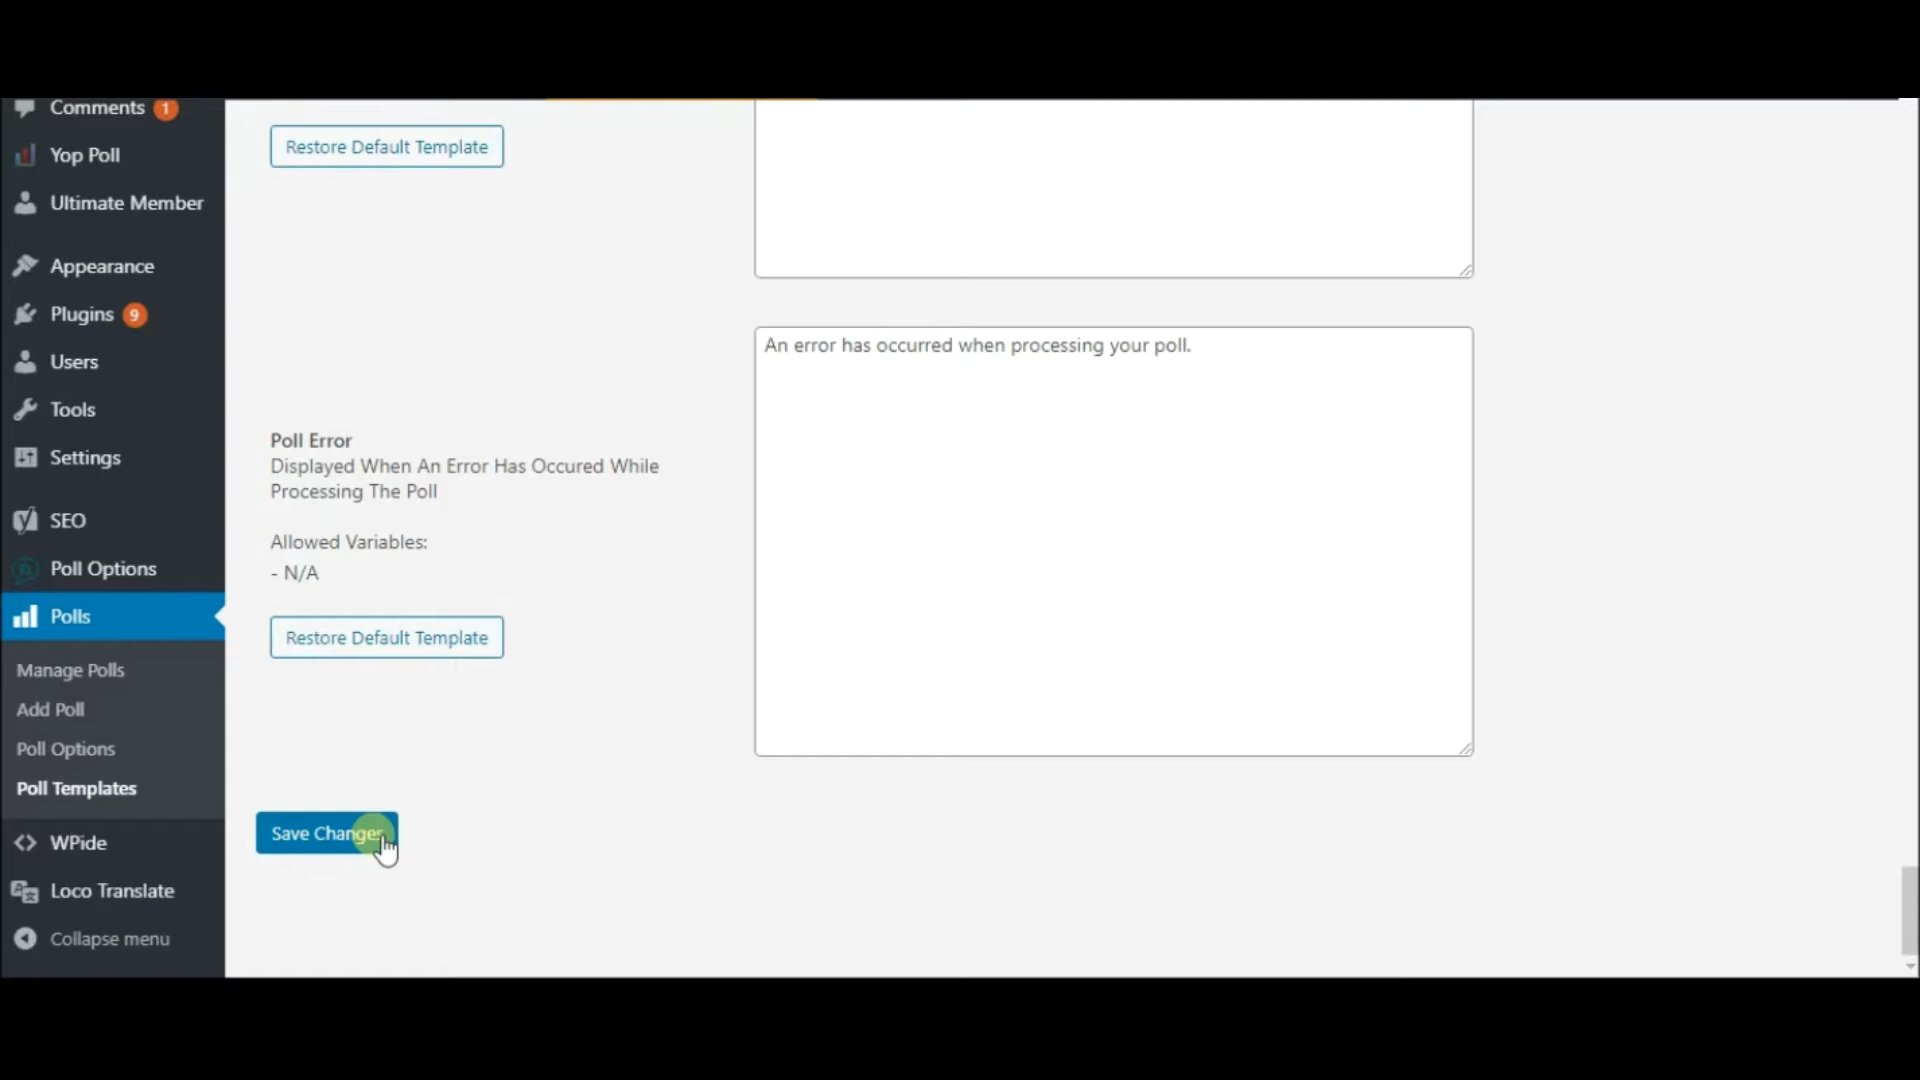 Comments 1
Yop Poll
Ultimate Member
Appearance
Plugins 9
Users
Tools
Settings
SEO
Poll Options
Polls
Manage Polls
Add Poll
Poll Options
Poll Templates
WPide
Loco Translate
Collapse menu
Restore Default Template
An error has occurred when processing your poll.
Poll Error
Displayed When An Error Has Occured While
Processing The Poll
Allowed Variables:
- N/A
Restore Default Template
Save Changes